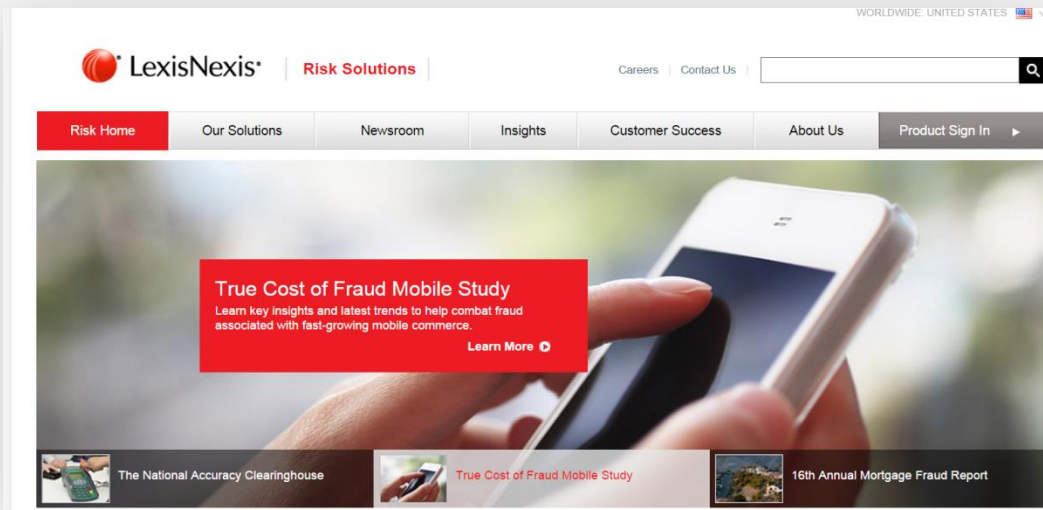 WORLDWIDE: UNITED STATES
LexisNexis® Risk Solutions
Careers | Contact Us
Risk Home Our Solutions Newsroom Insights Customer Success About Us Product Sign In
True Cost of Fraud Mobile Study
Learn key insights and latest trends to help combat fraud
associated with fast-growing mobile commerce.
Learn More
The National Accuracy Clearinghouse True Cost of Fraud Mobile Study 16th Annual Mortgage Fraud Report